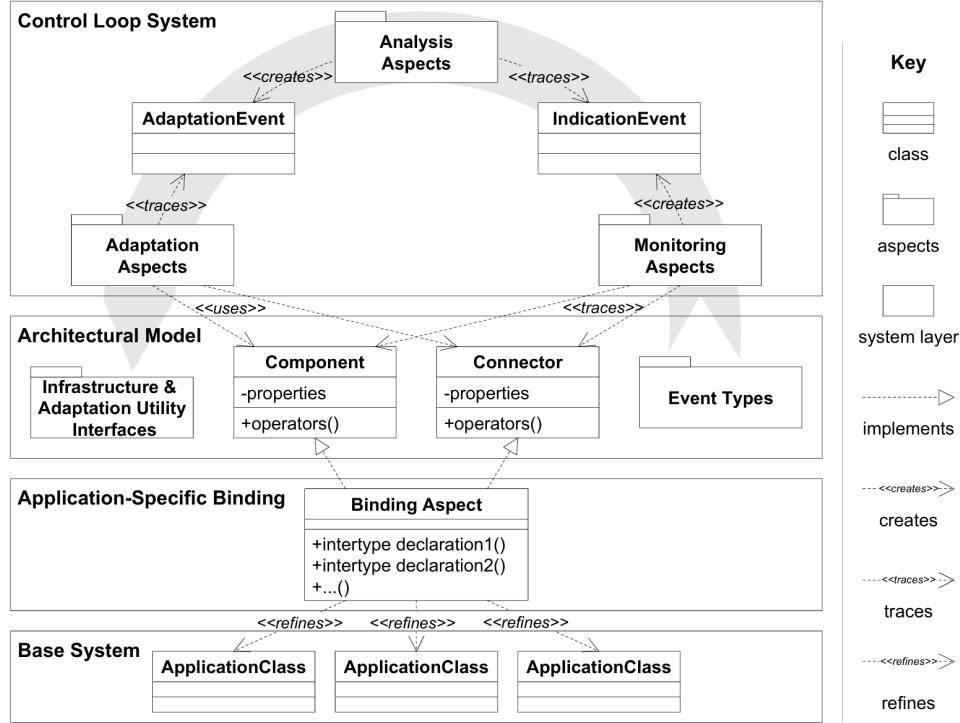 Control Loop System
Analysis
Aspects
<<creates>>
<<traces>>
AdaptationEvent
IndicationEvent
<<traces>>
<<creates>>
Adaptation
Aspects
Monitoring
Aspects
<<uses>>
<<traces>>
Architectural Model
Infrastructure &
Adaptation Utility
Interfaces
Component
-properties
+operators()
Connector
-properties
+operators()
Event Types
Application-Specific Binding
Binding Aspect
+intertype declaration1()
+intertype declaration2()
+...()
<<refines>>
<<refines>>
<<refines>>
Base System
ApplicationClass
ApplicationClass
ApplicationClass
Key
class
aspects
system layer
implements
<<creates>>
creates
<<traces>>
traces
<<refines>>
refines